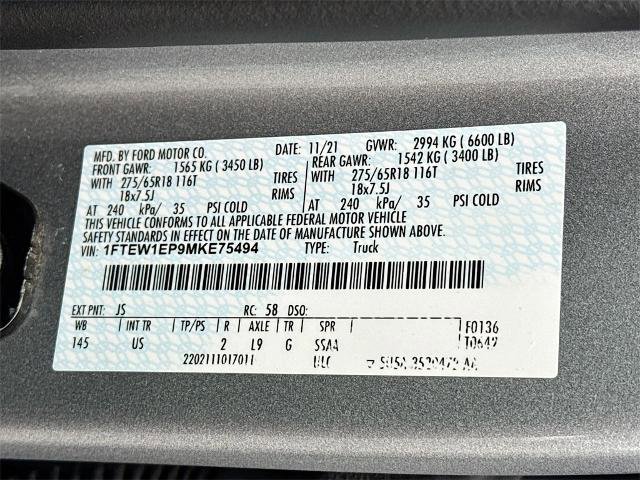 MFD. BY FORD MOTOR CO. DATE: 11/21 GVWR: 2994 KG ( 6600 LB)
FRONT GAWR: 1565 KG ( 3450 LB) REAR GAWR: 1542 KG ( 3400 LB)
WITH 275/65R18 116T TIRES WITH 275/65R18 116T TIRES
18x7.5J RIMS 18x7.5J RIMS
AT 240 kPa/ 35 PSI COLD AT 240 kPa/ 35 PSI COLD
THIS VEHICLE CONFORMS TO ALL APPLICABLE FEDERAL MOTOR VEHICLE
SAFETY STANDARDS IN EFFECT ON THE DATE OF MANUFACTURE SHOWN ABOVE.
VIN: 1FTEW1EP9MKE75494 TYPE: Truck
EXT PNT: JS RC: 58 DSO:
WB INT TR TP/PS R AXLE TR SPR F0136
145 US 2 L9 G SSAA
2202111017011